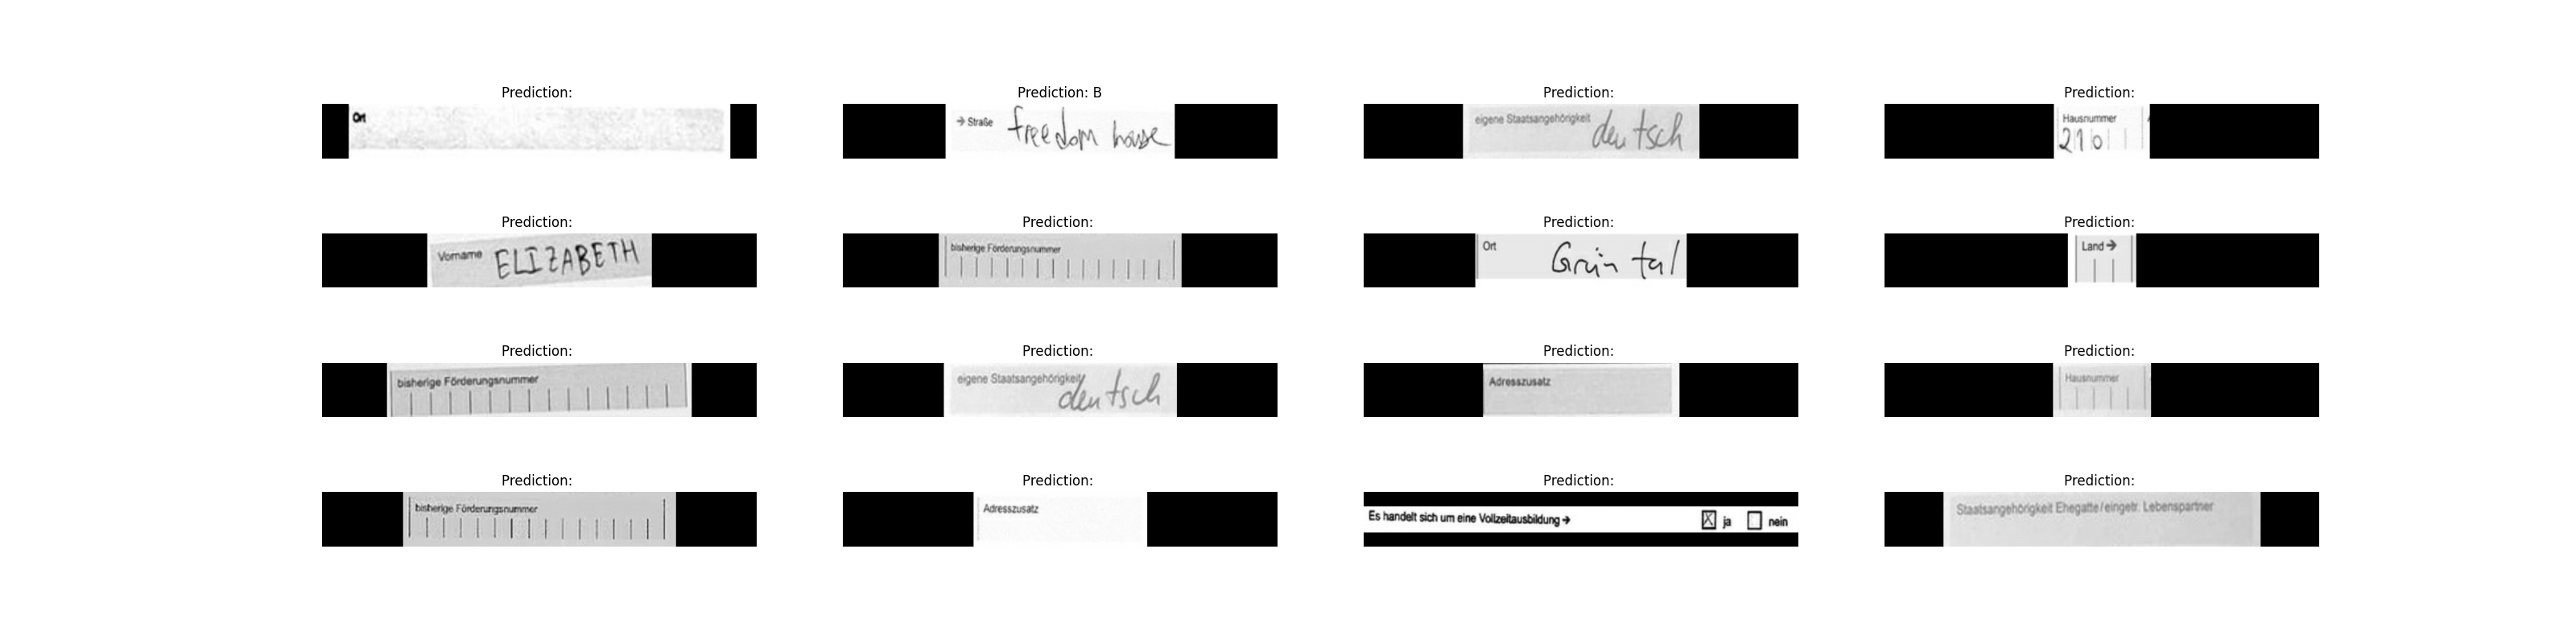 Prediction:
Prediction: B
Prediction:
Prediction:
Ort
→ Straße freedom house
eigene Staatsangehörigkeit deutsch
Hausnummer
210
Prediction:
Prediction:
Prediction:
Prediction:
Vorname ELIZABETH
bisherige Förderungsnummer
Ort Grün tal
Land →
Prediction:
Prediction:
Prediction:
Prediction:
bisherige Förderungsnummer
eigene Staatsangehörigkeit deutsch
Adresszusatz
Hausnummer
Prediction:
Prediction:
Prediction:
Prediction:
bisherige Förderungsnummer
Adresszusatz
Es handelt sich um eine Vollzeitausbildung → ☒ ja ☐ nein
Staatsangehörigkeit Ehegatte/eingetr. Lebenspartner